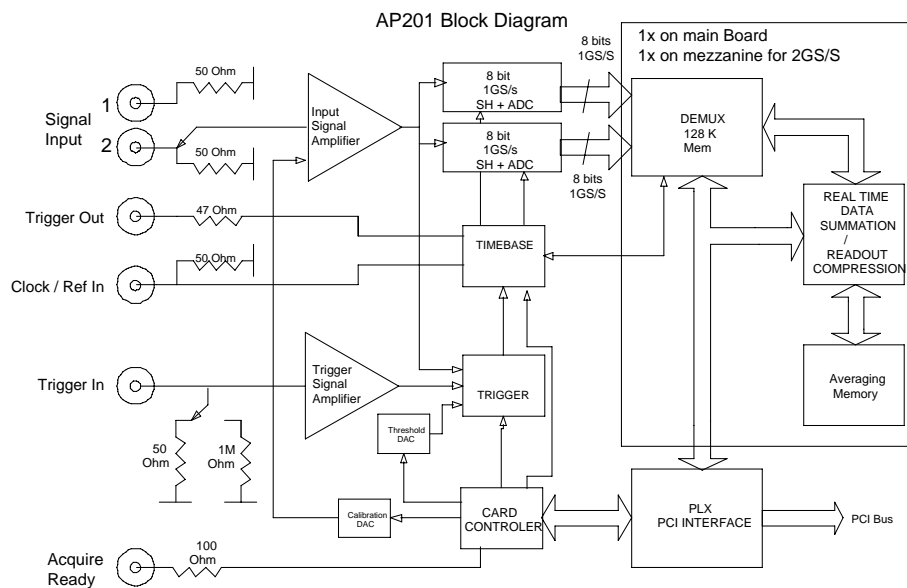 AP201 Block Diagram
8 bits
1GS/S
8 bits
1GS/S
1x on main Board
1x on mezzanine for 2GS/S
50 Ohm
1
Signal
Input
2
50 Ohm
Input
Signal
Amplifier
8 bit
1GS/s
SH + ADC
8 bit
1GS/s
SH + ADC
8 bits
1GS/S
DEMUX
128 K
Mem
REAL TIME
DATA
SUMMATION
/
READOUT
COMPRESSION
Trigger Out
47 Ohm
TIMEBASE
50 Ohm
Clock / Ref In
Trigger In
Trigger
Signal
Amplifier
TRIGGER
Averaging
Memory
50
Ohm
1M
Ohm
Threshold
DAC
Calibration
DAC
CARD
CONTROLER
PLX
PCI INTERFACE
PCI Bus
Acquire
Ready
100
Ohm